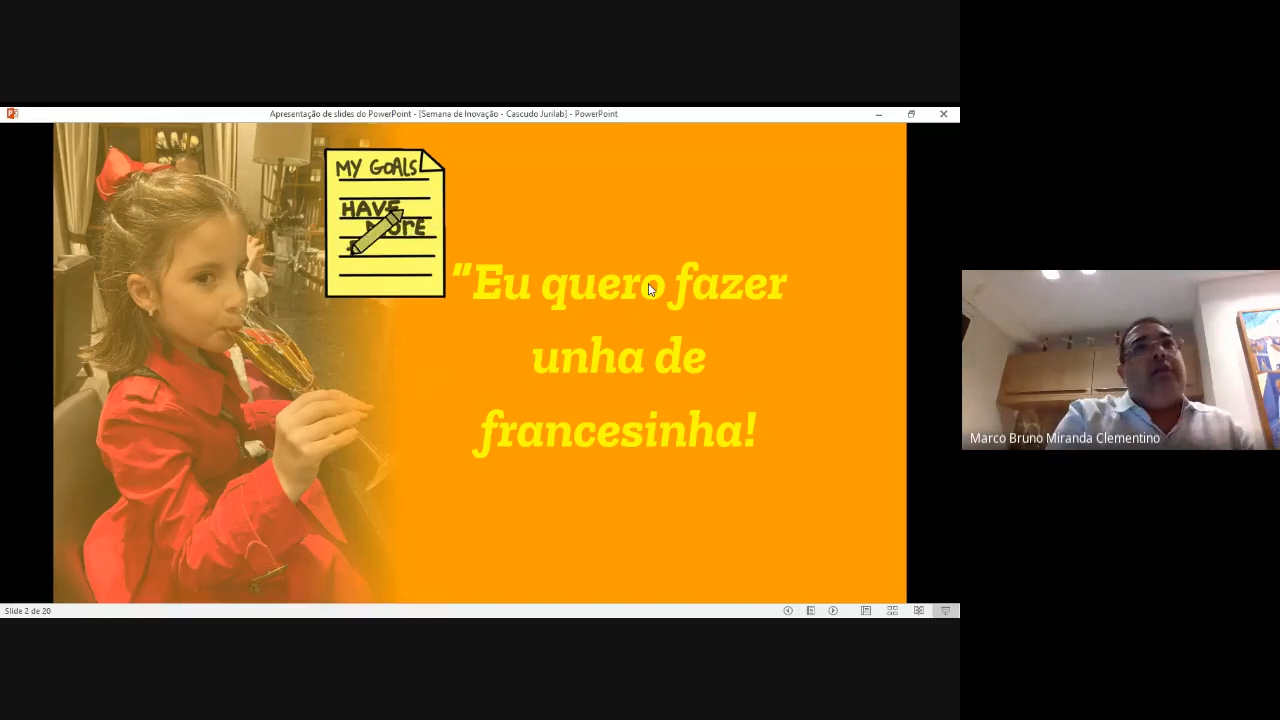 Apresentação de slides do PowerPoint - [Semana de Inovação - Cascudo Jurilab] - PowerPoint
MY GOALS
HAVE
MORE
"Eu quero fazer
unha de
francesinha!
Marco Bruno Miranda Clementino
Slide 2 de 20